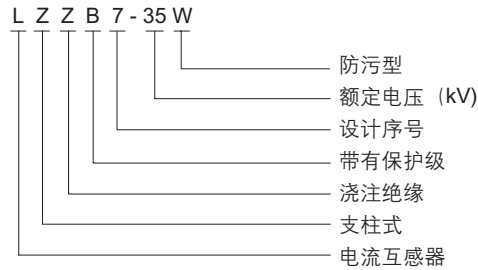 L Z Z B 7 - 35 W
防污型
额定电压 (kV)
设计序号
带有保护级
浇注绝缘
支柱式
电流互感器